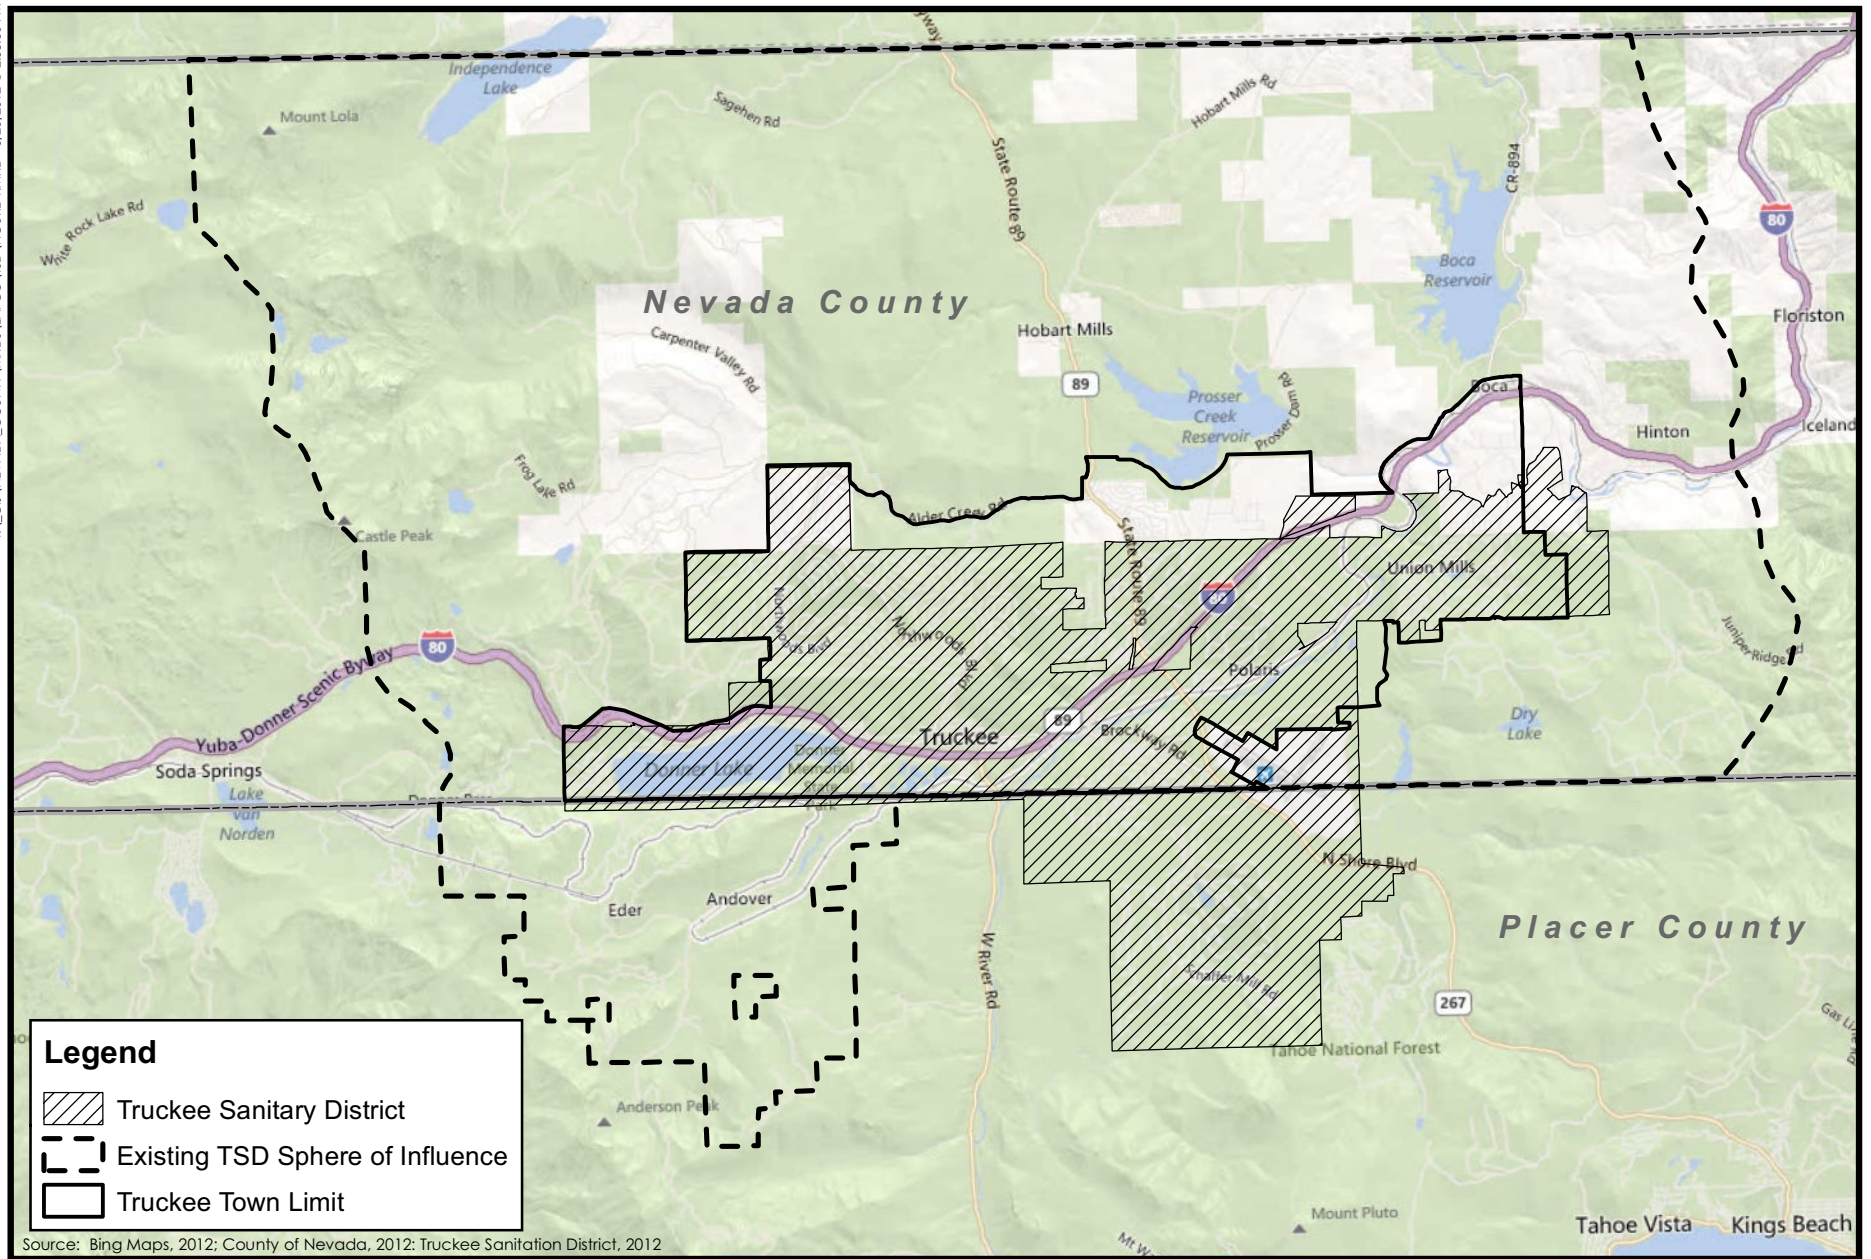 Independence
Lake
Mount Lola
Sagehen Rd
Hobart Mills Rd
State Route 89
CR-894
White Rock Lake Rd
80
Boca
Reservoir
Nevada County
Floriston
Hobart Mills
Carpenter Valley Rd
89
Prosser
Creek
Reservoir
Prosser Dam Rd
Boca
Hinton
Iceland
Frog Lake Rd
Alder Creek Rd
Castle Peak
State Route 89
Union Mills
80
Northwoods Blvd
Northwoods Blvd
Juniper Ridge Rd
80
Polaris
Yuba-Donner Scenic Byway
89
Truckee
Brockway Rd
Dry
Lake
Donner
Memorial
State
Park
Donner Lake
Soda Springs
Lake
van
Norden
N Shore Blvd
Andover
Eder
Placer County
W River Rd
Schaffer Mill Rd
267
Tahoe National Forest
Anderson Peak
Mount Pluto
Tahoe Vista
Kings Beach
Legend
Truckee Sanitary District
Existing TSD Sphere of Influence
Truckee Town Limit
Source: Bing Maps, 2012; County of Nevada, 2012: Truckee Sanitation District, 2012